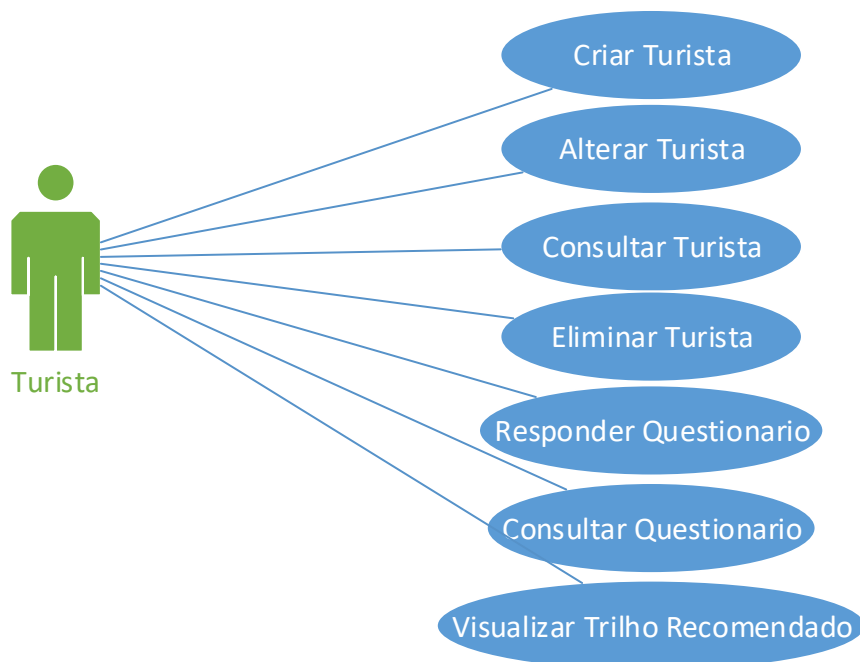 Criar Turista
Alterar Turista
Consultar Turista
Eliminar Turista
Turista
Responder Questionario
Consultar Questionario
Visualizar Trilho Recomendado